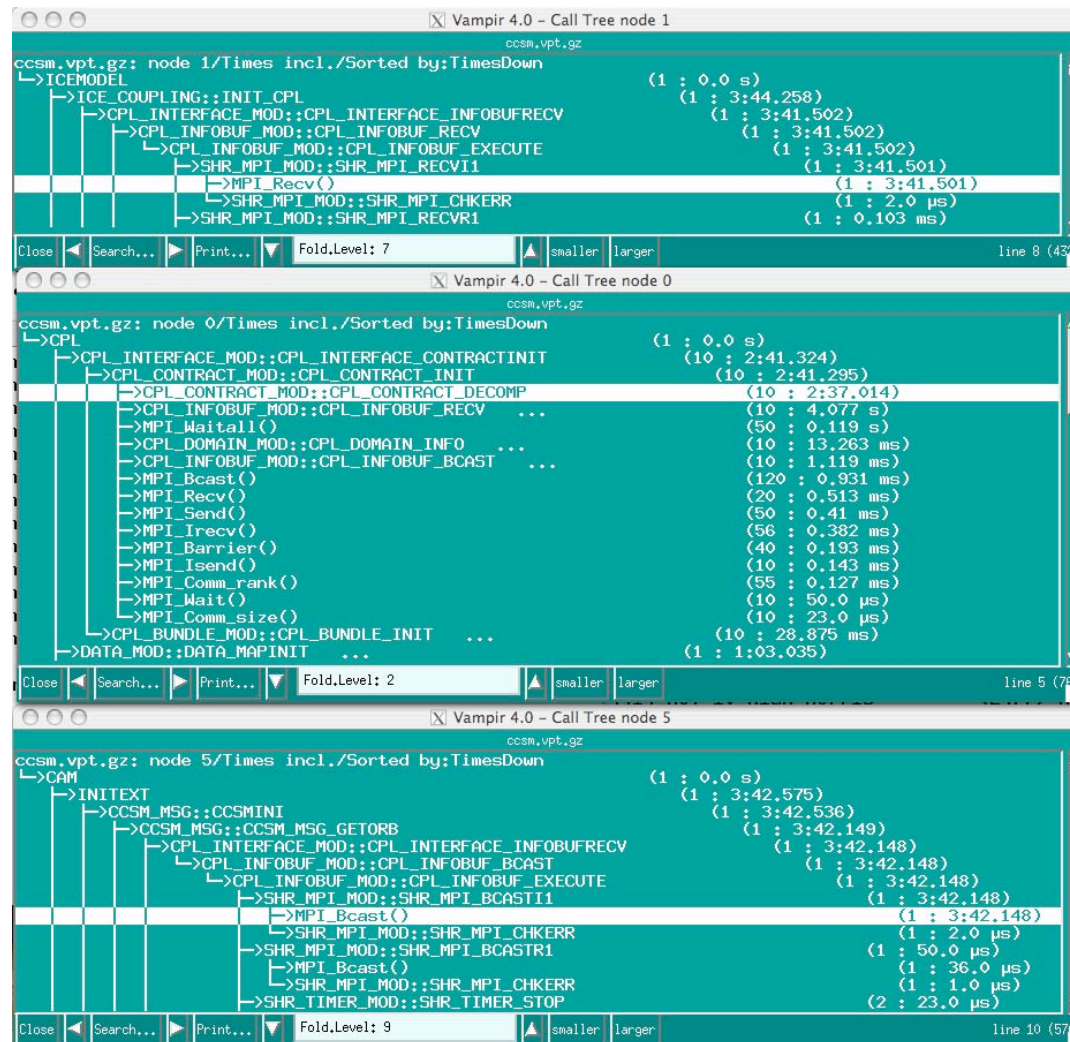 Vampir 4.0 - Call Tree node 1
ccsm.vpt.gz
ccsm.vpt.gz: node 1/Times incl./Sorted by:TimesDown
ICEMODEL (1 : 0.0 s)
ICE_COUPLING::INIT_CPL (1 : 3:44.258)
CPL_INTERFACE_MOD::CPL_INTERFACE_INFOBUFRECV (1 : 3:41.502)
CPL_INFOBUF_MOD::CPL_INFOBUF_RECV (1 : 3:41.502)
CPL_INFOBUF_MOD::CPL_INFOBUF_EXECUTE (1 : 3:41.502)
SHR_MPI_MOD::SHR_MPI_RECVI1 (1 : 3:41.501)
MPI_Recv() (1 : 3:41.501)
SHR_MPI_MOD::SHR_MPI_CHKERR (1 : 2.0 µs)
SHR_MPI_MOD::SHR_MPI_RECVR1 (1 : 0.103 ms)
Close Search... Print... Fold.Level: 7 smaller larger line 8
Vampir 4.0 - Call Tree node 0
ccsm.vpt.gz
ccsm.vpt.gz: node 0/Times incl./Sorted by:TimesDown
CPL (1 : 0.0 s)
CPL_INTERFACE_MOD::CPL_INTERFACE_CONTRACTINIT (10 : 2:41.324)
CPL_CONTRACT_MOD::CPL_CONTRACT_INIT (10 : 2:41.295)
CPL_CONTRACT_MOD::CPL_CONTRACT_DECOMP (10 : 2:37.014)
CPL_INFOBUF_MOD::CPL_INFOBUF_RECV ... (10 : 4.077 s)
MPI_Waitall() (50 : 0.119 s)
CPL_DOMAIN_MOD::CPL_DOMAIN_INFO ... (10 : 13.263 ms)
CPL_INFOBUF_MOD::CPL_INFOBUF_BCAST ... (10 : 1.119 ms)
MPI_Bcast() (120 : 0.931 ms)
MPI_Recv() (20 : 0.513 ms)
MPI_Send() (50 : 0.41 ms)
MPI_Irecv() (56 : 0.382 ms)
MPI_Barrier() (40 : 0.193 ms)
MPI_Isend() (10 : 0.143 ms)
MPI_Comm_rank() (55 : 0.127 ms)
MPI_Wait() (10 : 50.0 µs)
MPI_Comm_size() (10 : 23.0 µs)
CPL_BUNDLE_MOD::CPL_BUNDLE_INIT ... (10 : 28.875 ms)
DATA_MOD::DATA_MAPINIT ... (1 : 1:03.035)
Close Search... Print... Fold.Level: 2 smaller larger line 5
Vampir 4.0 - Call Tree node 5
ccsm.vpt.gz
ccsm.vpt.gz: node 5/Times incl./Sorted by:TimesDown
CAM (1 : 0.0 s)
INITEXT (1 : 3:42.575)
CCSM_MSG::CCSMINI (1 : 3:42.536)
CCSM_MSG::CCSM_MSG_GETORB (1 : 3:42.149)
CPL_INTERFACE_MOD::CPL_INTERFACE_INFOBUFRECV (1 : 3:42.148)
CPL_INFOBUF_MOD::CPL_INFOBUF_BCAST (1 : 3:42.148)
CPL_INFOBUF_MOD::CPL_INFOBUF_EXECUTE (1 : 3:42.148)
SHR_MPI_MOD::SHR_MPI_BCASTI1 (1 : 3:42.148)
MPI_Bcast() (1 : 3:42.148)
SHR_MPI_MOD::SHR_MPI_CHKERR (1 : 2.0 µs)
SHR_MPI_MOD::SHR_MPI_BCASTR1 (1 : 50.0 µs)
MPI_Bcast() (1 : 36.0 µs)
SHR_MPI_MOD::SHR_MPI_CHKERR (1 : 1.0 µs)
SHR_TIMER_MOD::SHR_TIMER_STOP (2 : 23.0 µs)
Close Search... Print... Fold.Level: 9 smaller larger line 10